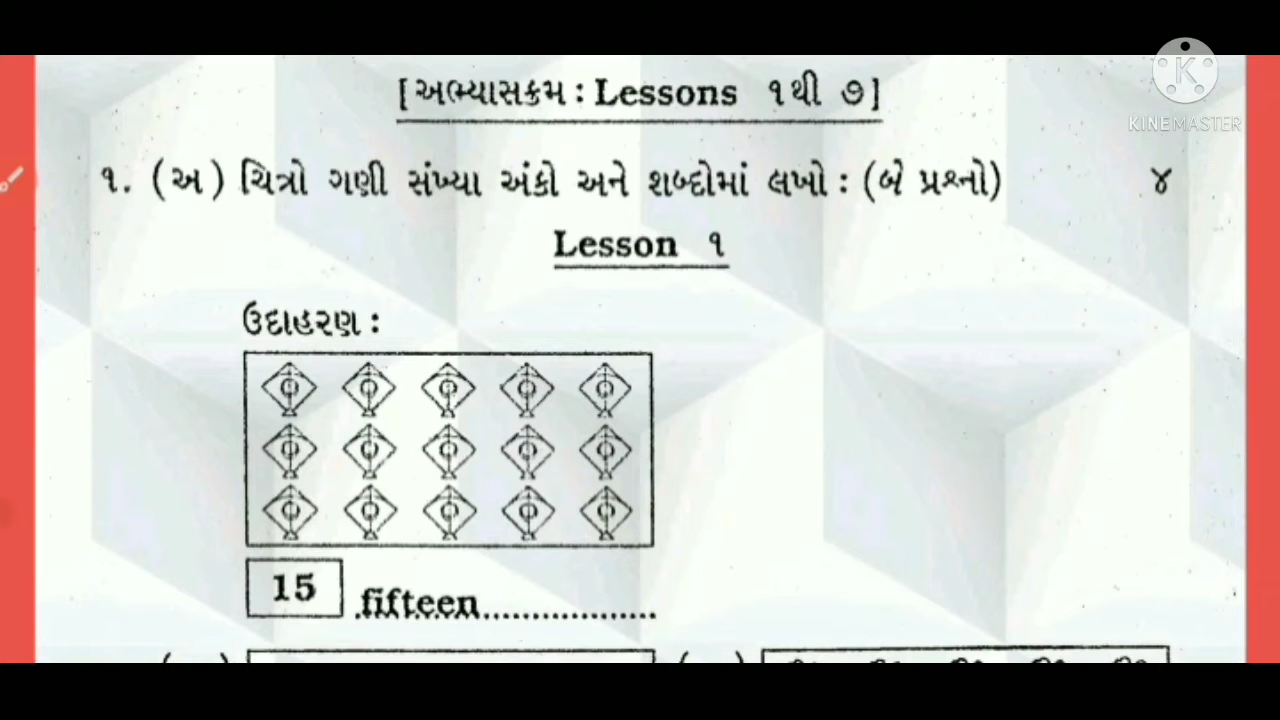 [અભ્યાસક્રમ : Lessons ૧થી ૭]
KINEMASTER
૧. (અ) ચિત્રો ગણી સંખ્યા અંકો અને શબ્દોમાં લખો : (બે પ્રશ્નો) ૪
Lesson ૧
ઉદાહરણ :
15 fifteen